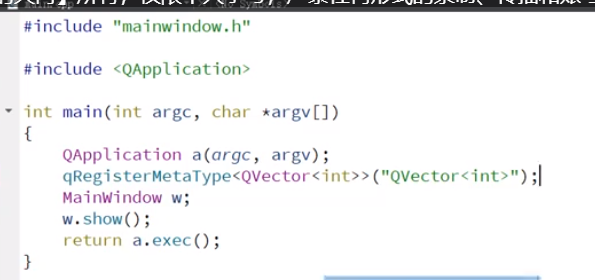 #include "mainwindow.h"
#include <QApplication>
int main(int argc, char *argv[])
{
QApplication a(argc, argv);
qRegisterMetaType<QVector<int>>("QVector<int>");
MainWindow w;
w.show();
return a.exec();
}